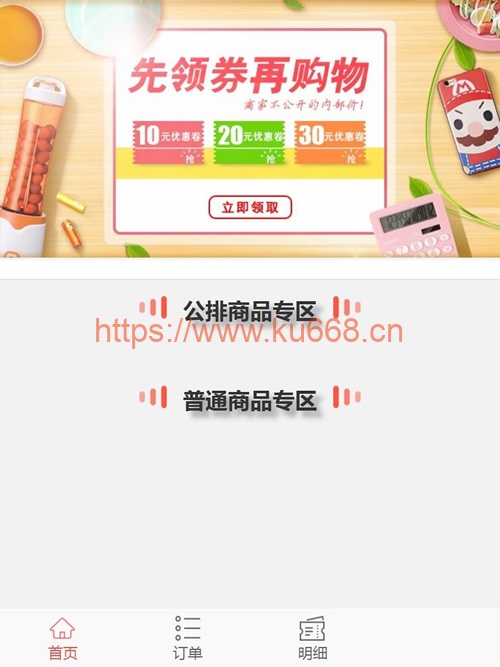 先领券再购物
商家不公开的内部价!
10元优惠卷 20元优惠卷 30元优惠卷
抢 抢 抢
立即领取
公排商品专区
https://www.ku668.cn
普通商品专区
首页 订单 明细